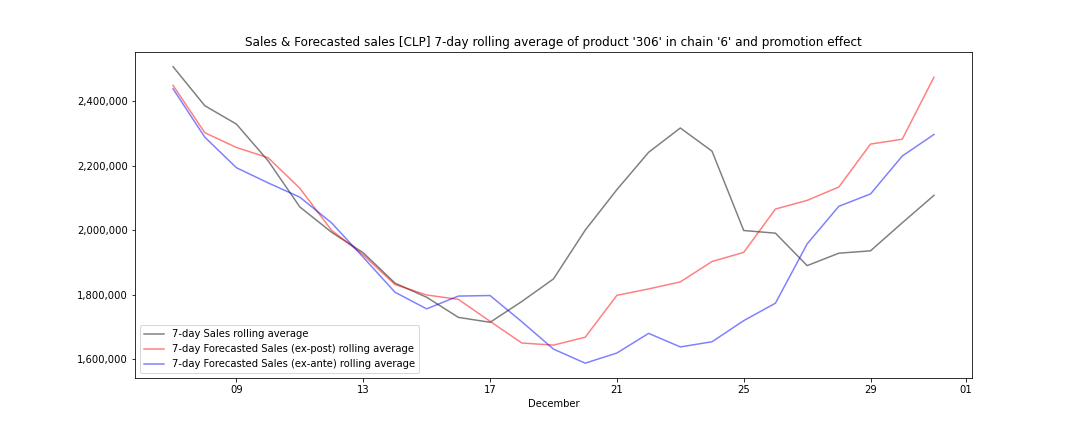 Sales & Forecasted sales [CLP] 7-day rolling average of product '306' in chain '6' and promotion effect
2,400,000
2,200,000
2,000,000
1,800,000
1,600,000
7-day Sales rolling average
7-day Forecasted Sales (ex-post) rolling average
7-day Forecasted Sales (ex-ante) rolling average
09 13 17 21 25 29 01
December